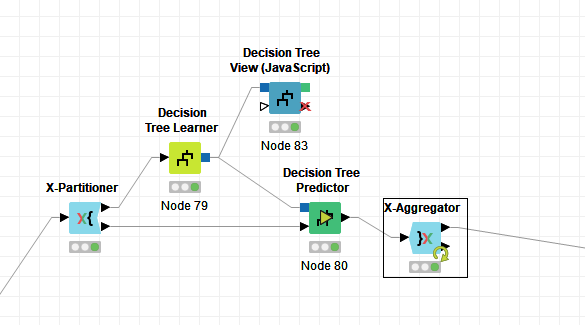 Decision Tree
View (JavaScript)
Node 83
Decision
Tree Learner
Node 79
X-Partitioner
X{
Decision Tree
Predictor
Node 80
X-Aggregator
}X